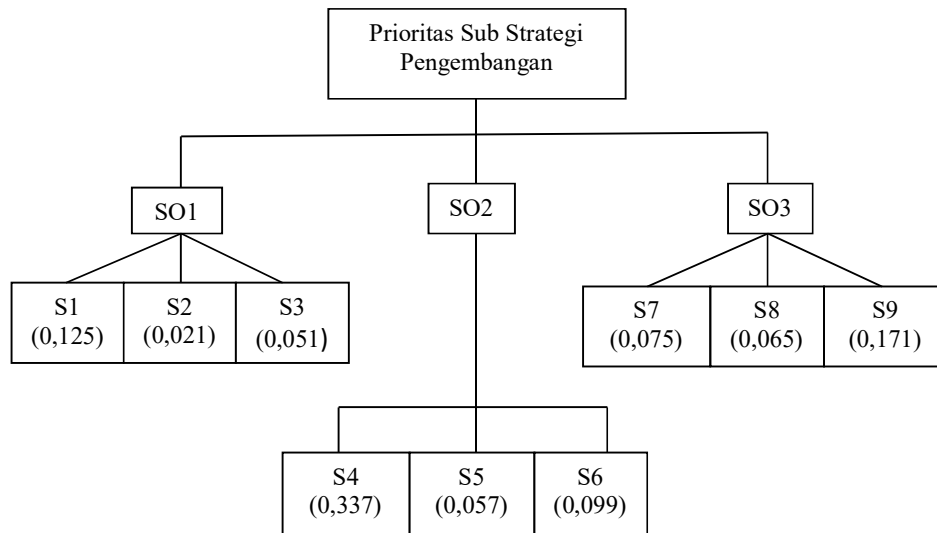 Prioritas Sub Strategi
Pengembangan
SO1
SO2
SO3
S1
(0,125)
S2
(0,021)
S3
(0,051)
S7
(0,075)
S8
(0,065)
S9
(0,171)
S4
(0,337)
S5
(0,057)
S6
(0,099)